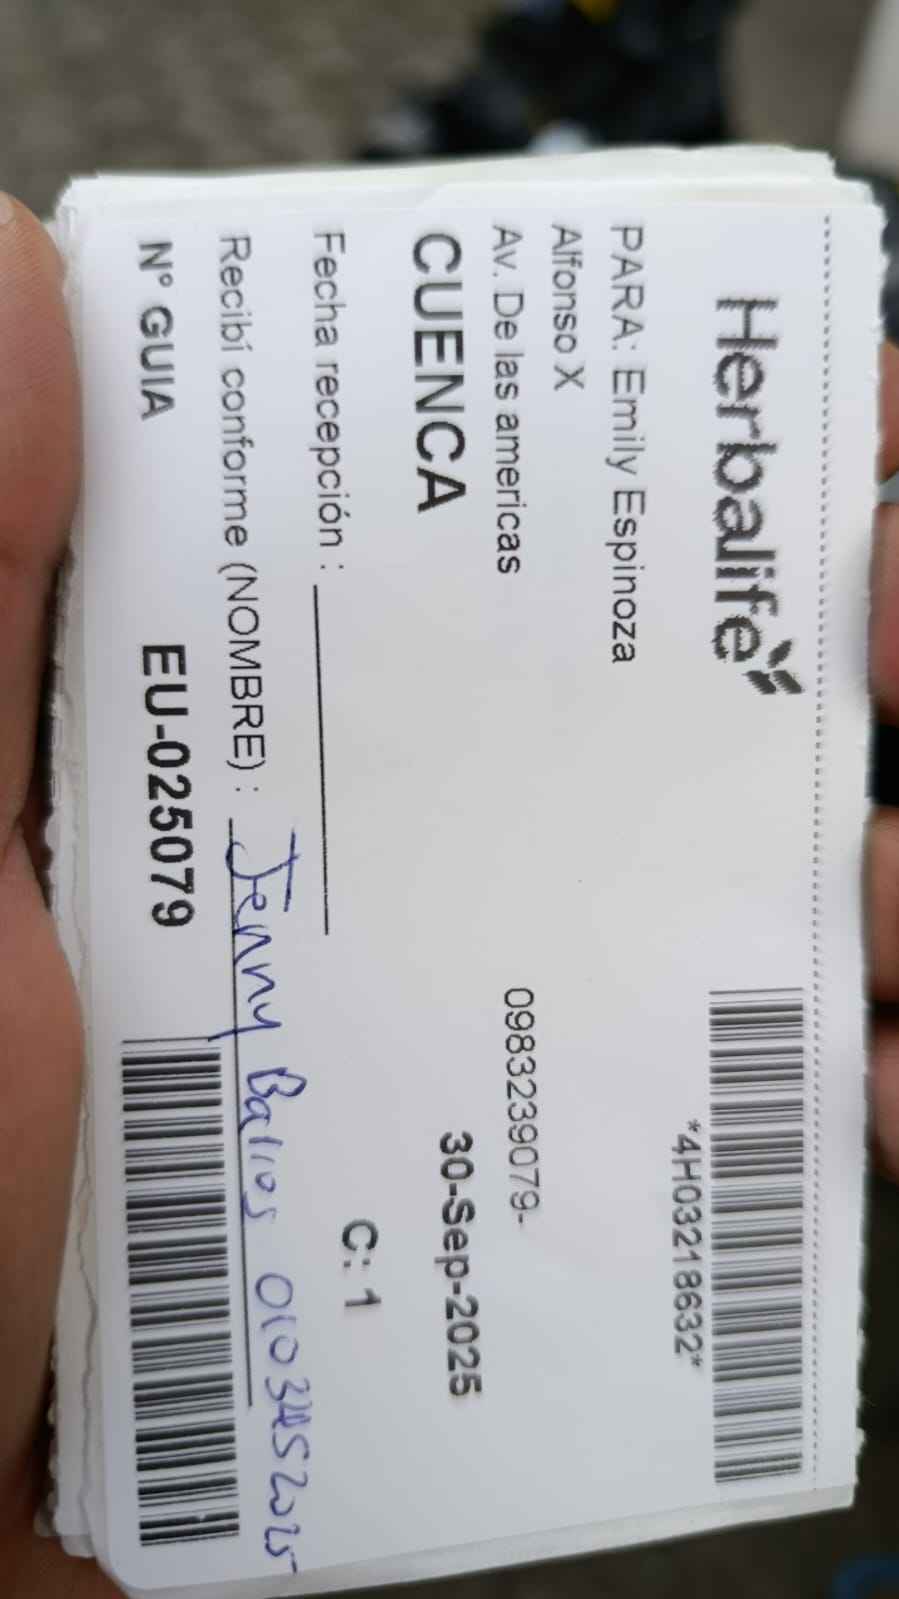 Herbalife
*4H03218632*
PARA: Emily Espinoza
Alfonso X
Av. De las americas
0983239079-
CUENCA
30-Sep-2025
Fecha recepción :
C: 1
Recibí conforme (NOMBRE) : Jenny Barros
Nº GUIA EU-025079